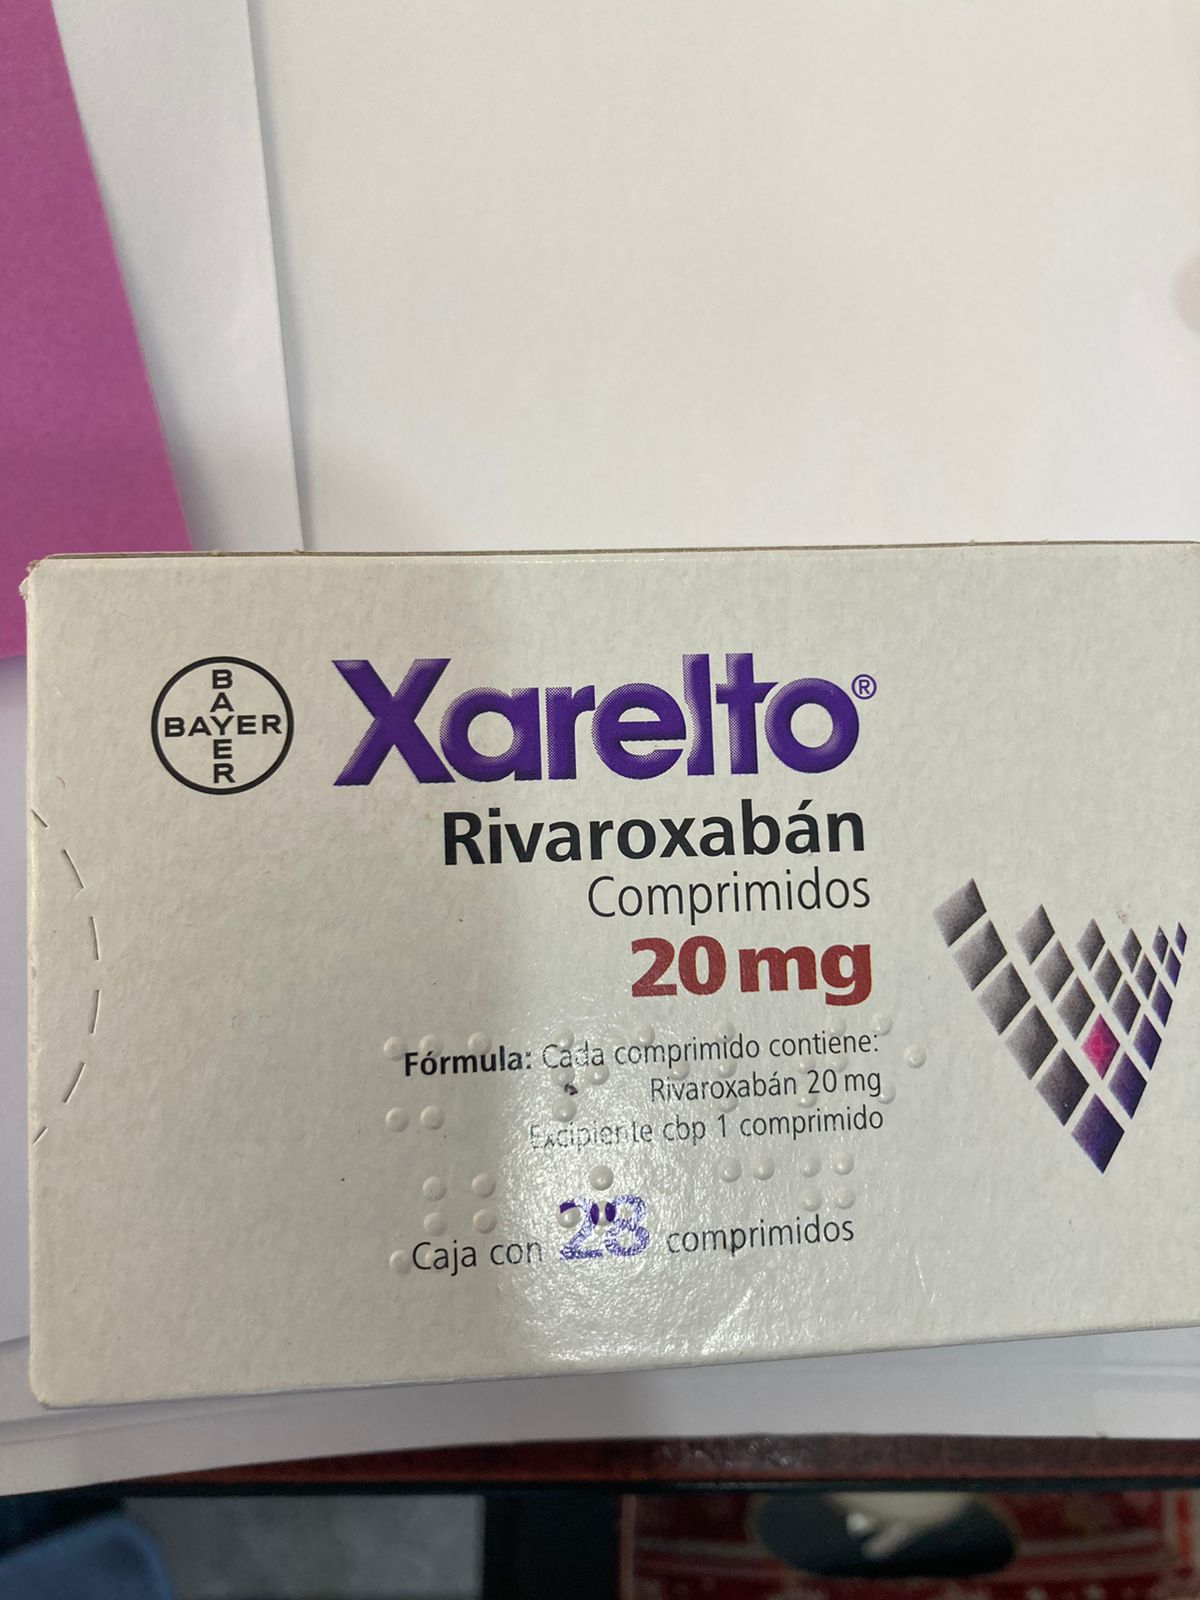 BAYER
BAYER
Xarelto®
Rivaroxabán
Comprimidos
20 mg
Fórmula: Cada comprimido contiene:
Rivaroxabán 20 mg
Excipiente cbp 1 comprimido
Caja con 28 comprimidos